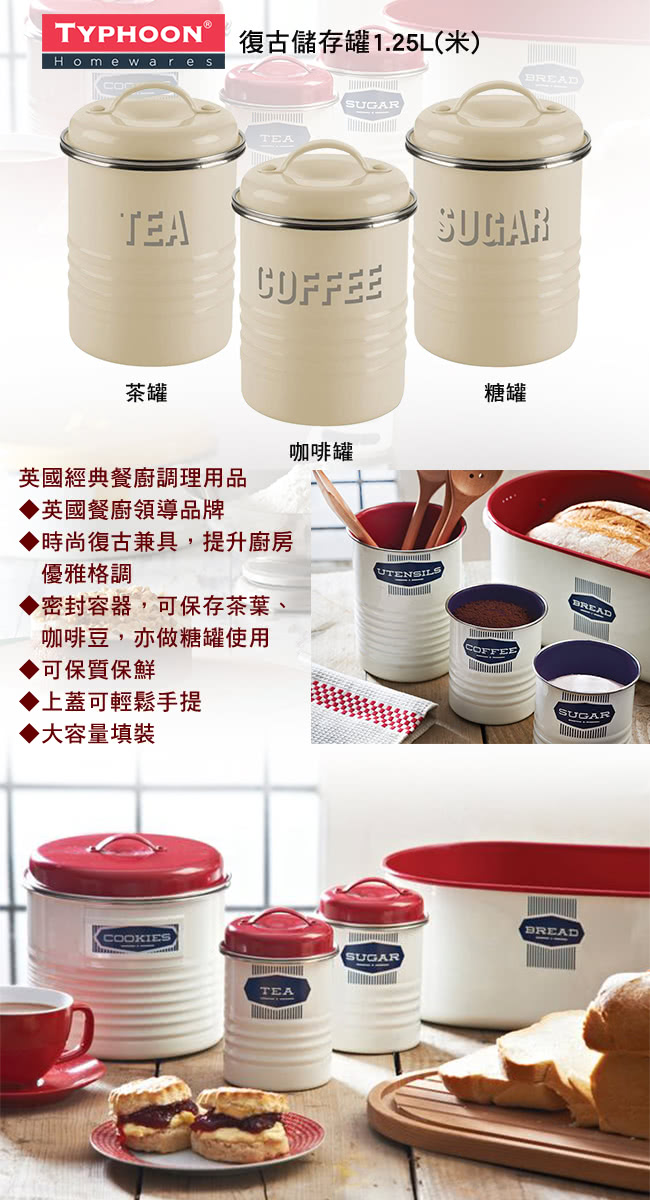 TYPHOON®
Homewares
復古儲存罐1.25L(米)
BREAD
SUGAR
TEA
TEA
COFFEE
SUGAR
茶罐
糖罐
咖啡罐
英國經典餐廚調理用品
◆英國餐廚領導品牌
◆時尚復古兼具，提升廚房
優雅格調
◆密封容器，可保存茶葉、
咖啡豆，亦做糖罐使用
◆可保質保鮮
◆上蓋可輕鬆手提
◆大容量填裝
UTENSILS
BREAD
COFFEE
SUGAR
COOKIES
BREAD
SUGAR
TEA